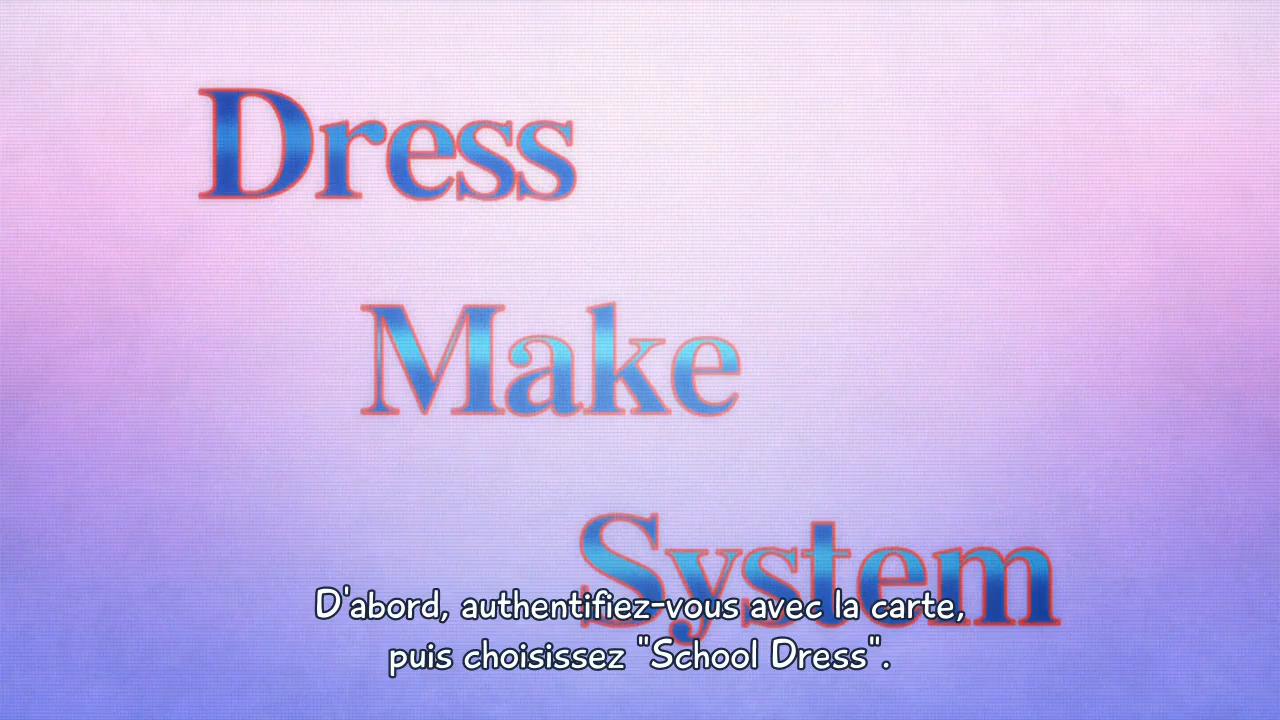 Dress
Make
System
D'abord, authentifiez-vous avec la carte,
puis choisissez "School Dress".